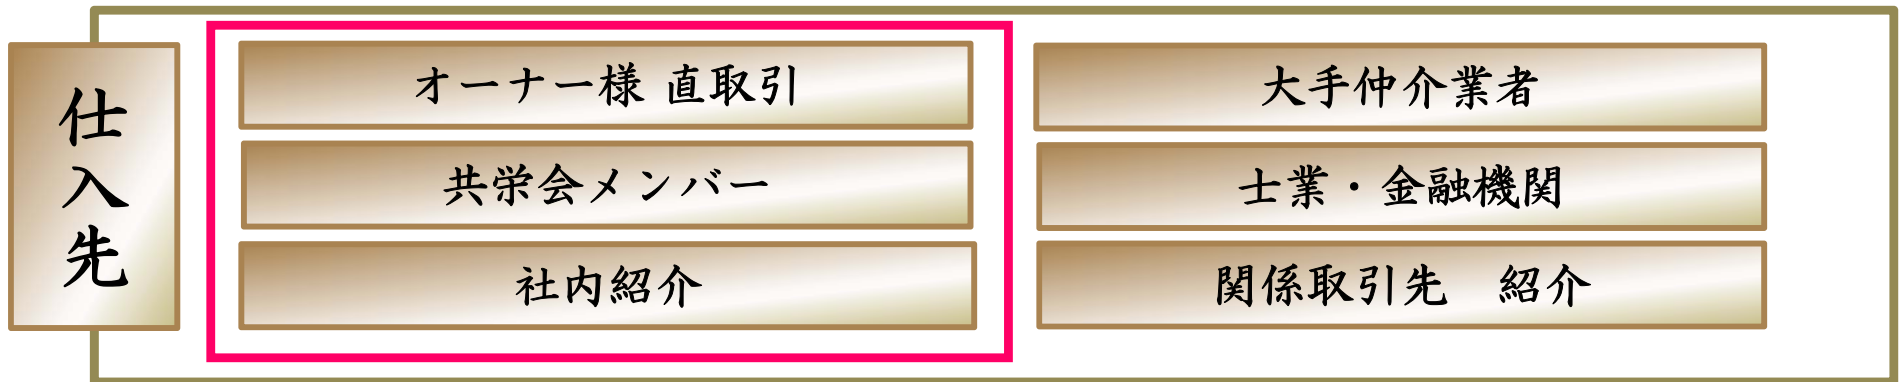 仕入先
オーナー様 直取引
共栄会メンバー
社内紹介
大手仲介業者
士業・金融機関
関係取引先　紹介